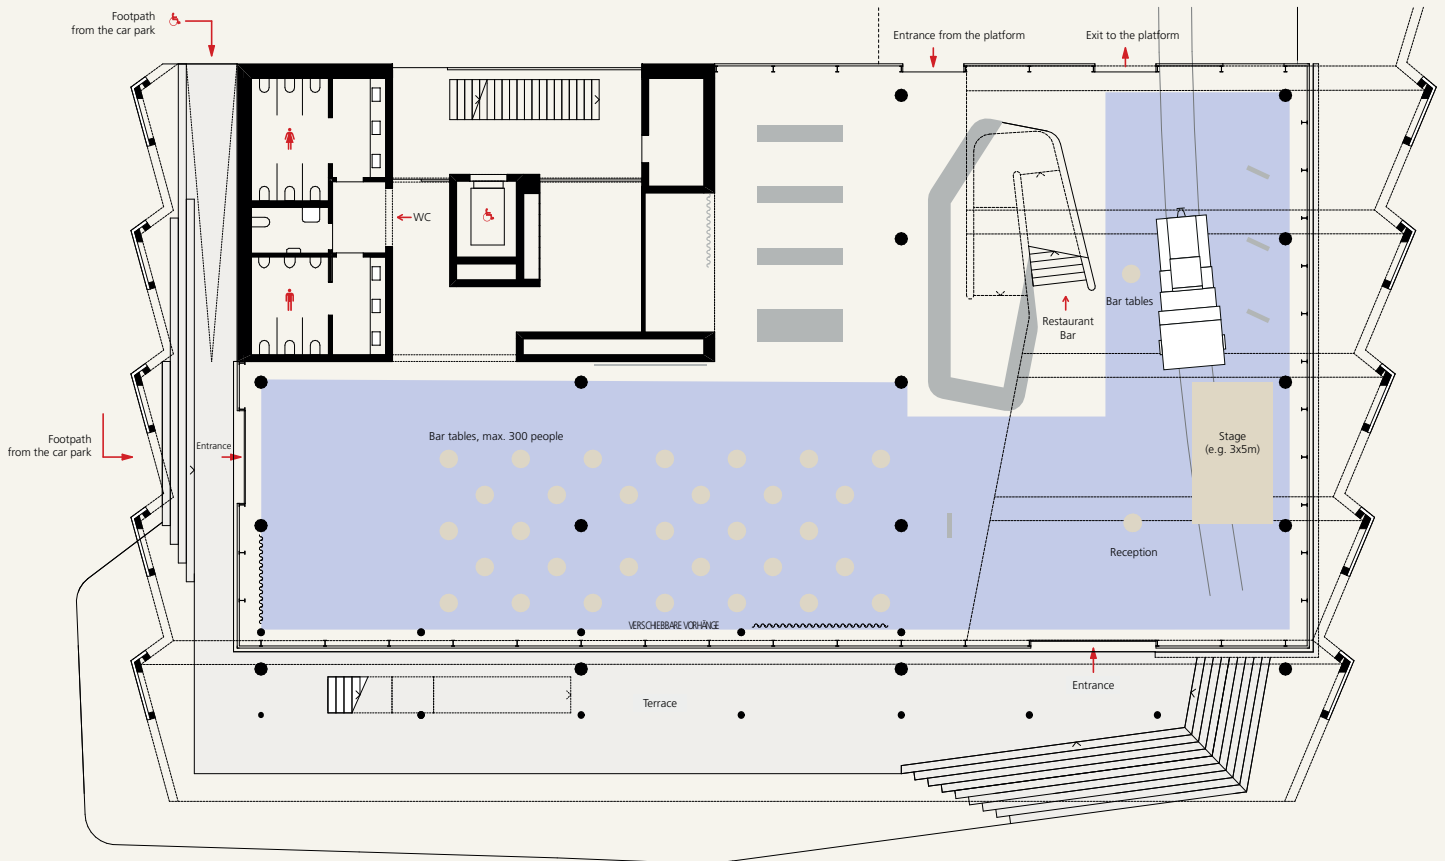 Footpath
from the car park
Entrance from the platform
Exit to the platform
WC
Bar tables
Restaurant
Bar
Footpath
from the car park
Entrance
Bar tables, max. 300 people
Stage
(e.g. 3x5m)
Reception
VERSCHIEBBARE VORHÄNGE
Entrance
Terrace